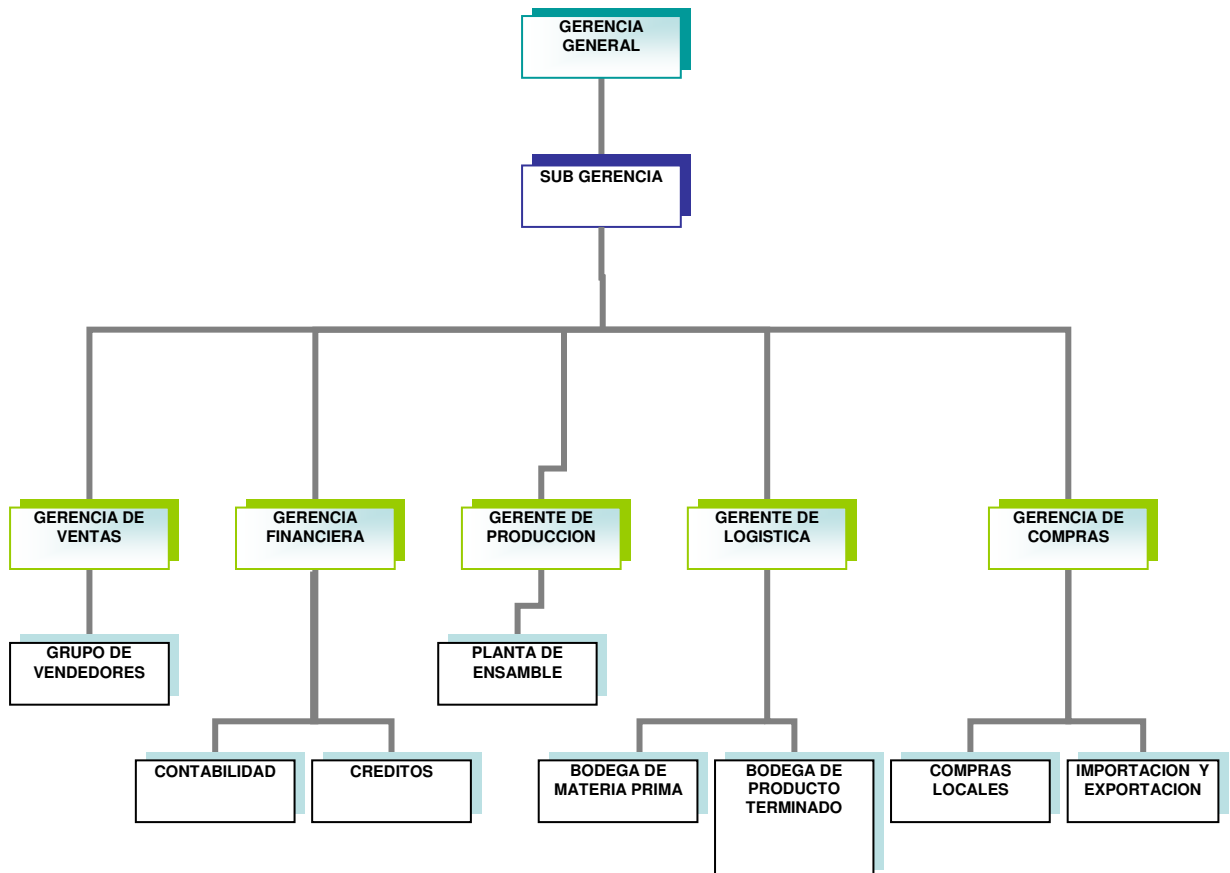 GERENCIA
GENERAL
SUB GERENCIA
GERENCIA DE
VENTAS
GERENCIA
FINANCIERA
GERENTE DE
PRODUCCION
GERENTE DE
LOGISTICA
GERENCIA DE
COMPRAS
GRUPO DE
VENDEDORES
PLANTA DE
ENSAMBLE
CONTABILIDAD
CREDITOS
BODEGA DE
MATERIA PRIMA
BODEGA DE
PRODUCTO
TERMINADO
COMPRAS
LOCALES
IMPORTACION Y
EXPORTACION